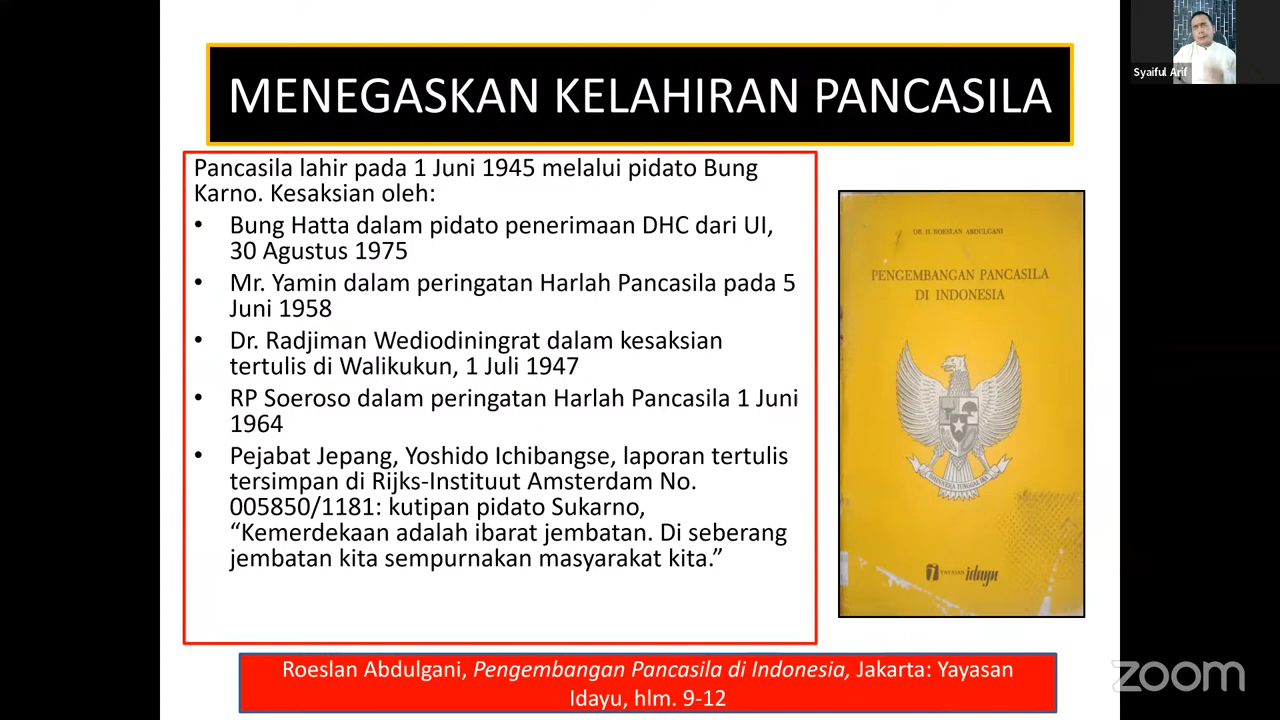 Syaiful Arif
MENEGASKAN KELAHIRAN PANCASILA
Pancasila lahir pada 1 Juni 1945 melalui pidato Bung
Karno. Kesaksian oleh:
• Bung Hatta dalam pidato penerimaan DHC dari UI,
30 Agustus 1975
• Mr. Yamin dalam peringatan Harlah Pancasila pada 5
Juni 1958
• Dr. Radjiman Wediodiningrat dalam kesaksian
tertulis di Walikukun, 1 Juli 1947
• RP Soeroso dalam peringatan Harlah Pancasila 1 Juni
1964
• Pejabat Jepang, Yoshido Ichibangse, laporan tertulis
tersimpan di Rijks-Instituut Amsterdam No.
005850/1181: kutipan pidato Sukarno,
“Kemerdekaan adalah ibarat jembatan. Di seberang
jembatan kita sempurnakan masyarakat kita.”
DR. H. ROESLAN ABDULGANI
PENGEMBANGAN PANCASILA
DI INDONESIA
BHINNEKA TUNGGAL IKA
YAYASAN idayu
Roeslan Abdulgani, Pengembangan Pancasila di Indonesia, Jakarta: Yayasan
Idayu, hlm. 9-12
zoom